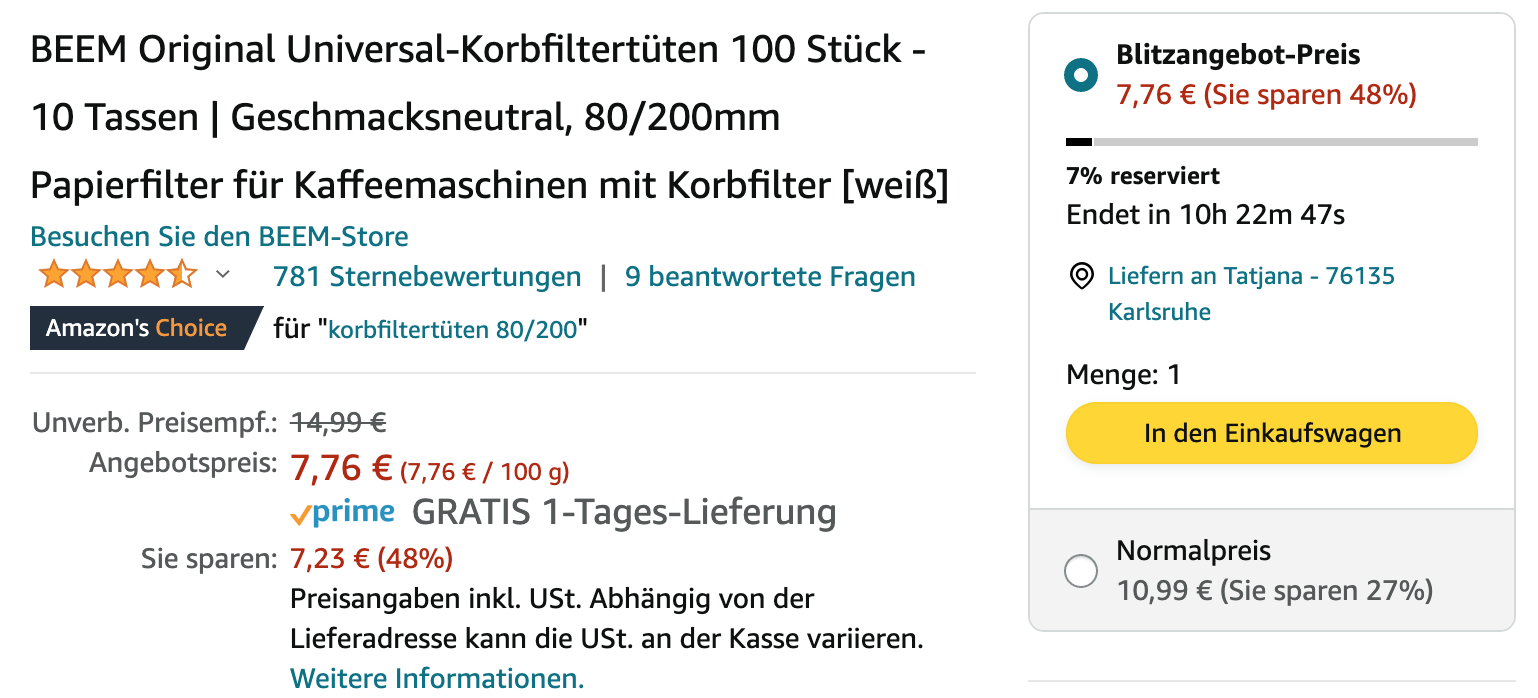 BEEM Original Universal-Korbfiltertüten 100 Stück -
10 Tassen | Geschmacksneutral, 80/200mm
Papierfilter für Kaffeemaschinen mit Korbfilter [weiß]
Besuchen Sie den BEEM-Store
781 Sternebewertungen | 9 beantwortete Fragen
Amazon's Choice für "korbfiltertüten 80/200"
Unverb. Preisempf.: 14,99 €
Angebotspreis: 7,76 € (7,76 € / 100 g)
prime GRATIS 1-Tages-Lieferung
Sie sparen: 7,23 € (48%)
Preisangaben inkl. USt. Abhängig von der
Lieferadresse kann die USt. an der Kasse variieren.
Weitere Informationen.
Blitzangebot-Preis
7,76 € (Sie sparen 48%)
7% reserviert
Endet in 10h 22m 47s
Liefern an Tatjana - 76135
Karlsruhe
Menge: 1
In den Einkaufswagen
Normalpreis
10,99 € (Sie sparen 27%)